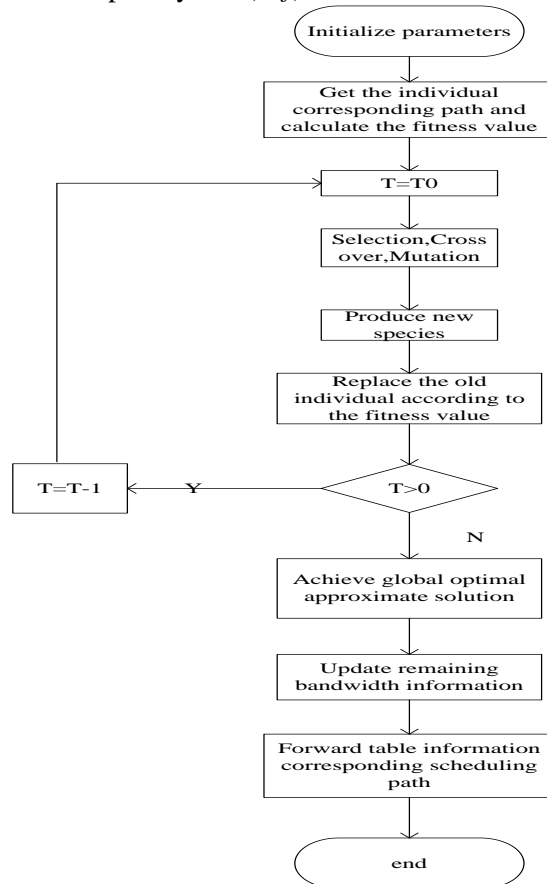 Initialize parameters
Get the individual
corresponding path and
calculate the fitness value
T=T0
Selection,Cross
over,Mutation
Produce new
species
Replace the old
individual according to
the fitness value
T=T-1
Y
T>0
N
Achieve global optimal
approximate solution
Update remaining
bandwidth information
Forward table information
corresponding scheduling
path
end